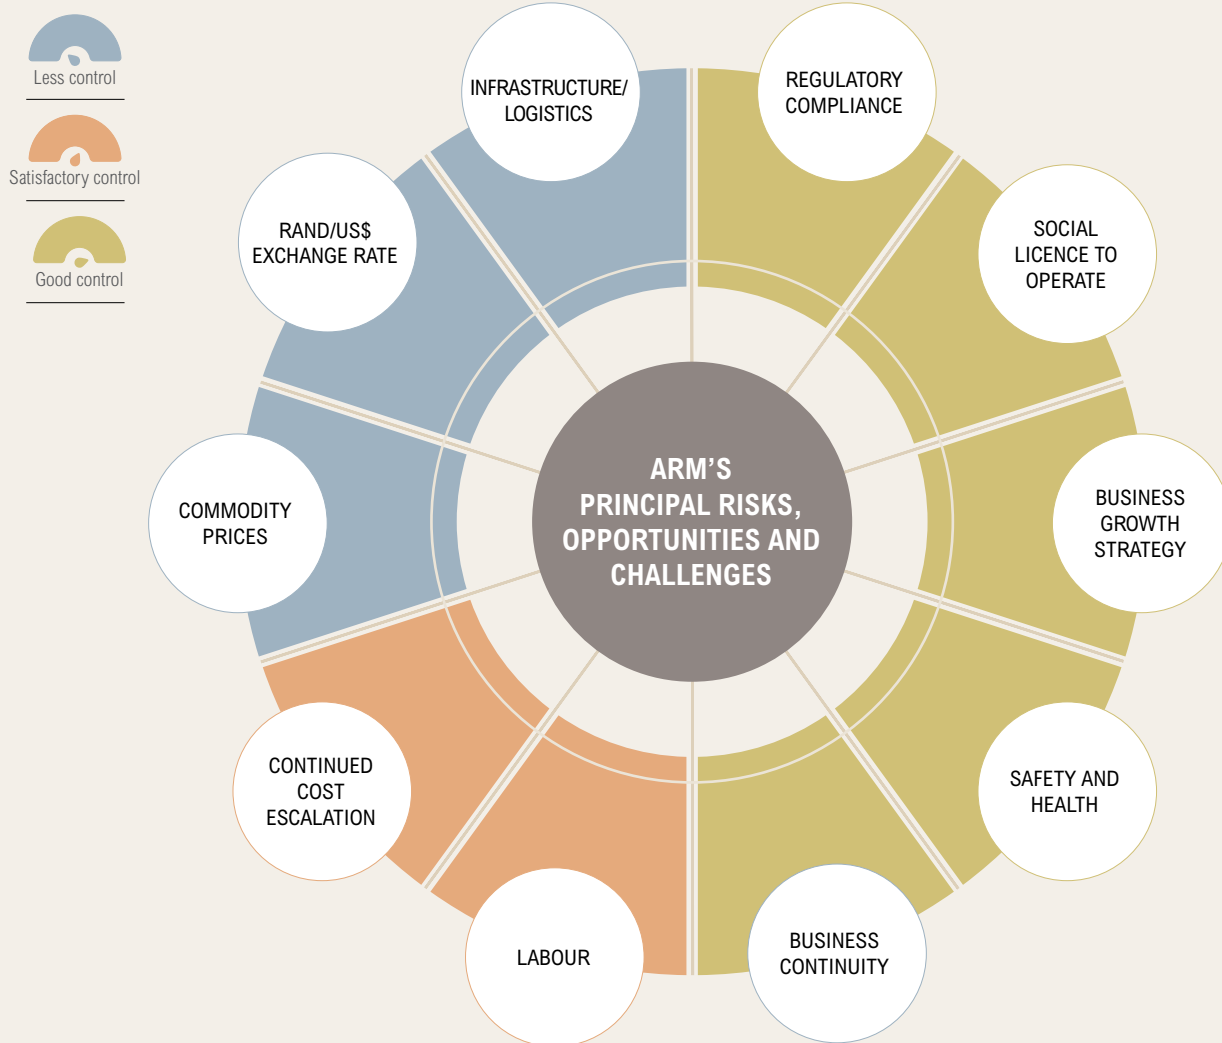 Less control
Satisfactory control
Good control
INFRASTRUCTURE/
LOGISTICS
REGULATORY
COMPLIANCE
SOCIAL
LICENCE TO
OPERATE
BUSINESS
GROWTH
STRATEGY
SAFETY AND
HEALTH
BUSINESS
CONTINUITY
LABOUR
CONTINUED
COST
ESCALATION
COMMODITY
PRICES
RAND/US$
EXCHANGE RATE
ARM’S
PRINCIPAL RISKS,
OPPORTUNITIES AND
CHALLENGES